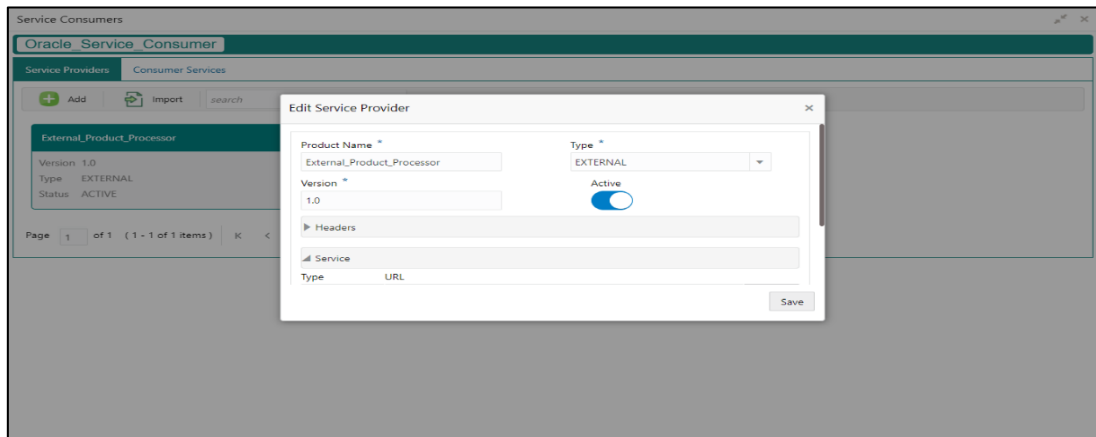 Service Consumers
Oracle_Service_Consumer
Service Providers Consumer Services
Add Import search
External_Product_Processor
Version 1.0
Type EXTERNAL
Status ACTIVE
Page 1 of 1 (1 - 1 of 1 items) K <
Edit Service Provider ×
Product Name * Type *
External_Product_Processor EXTERNAL
Version * Active
1.0
Headers
Service
Type URL
Save